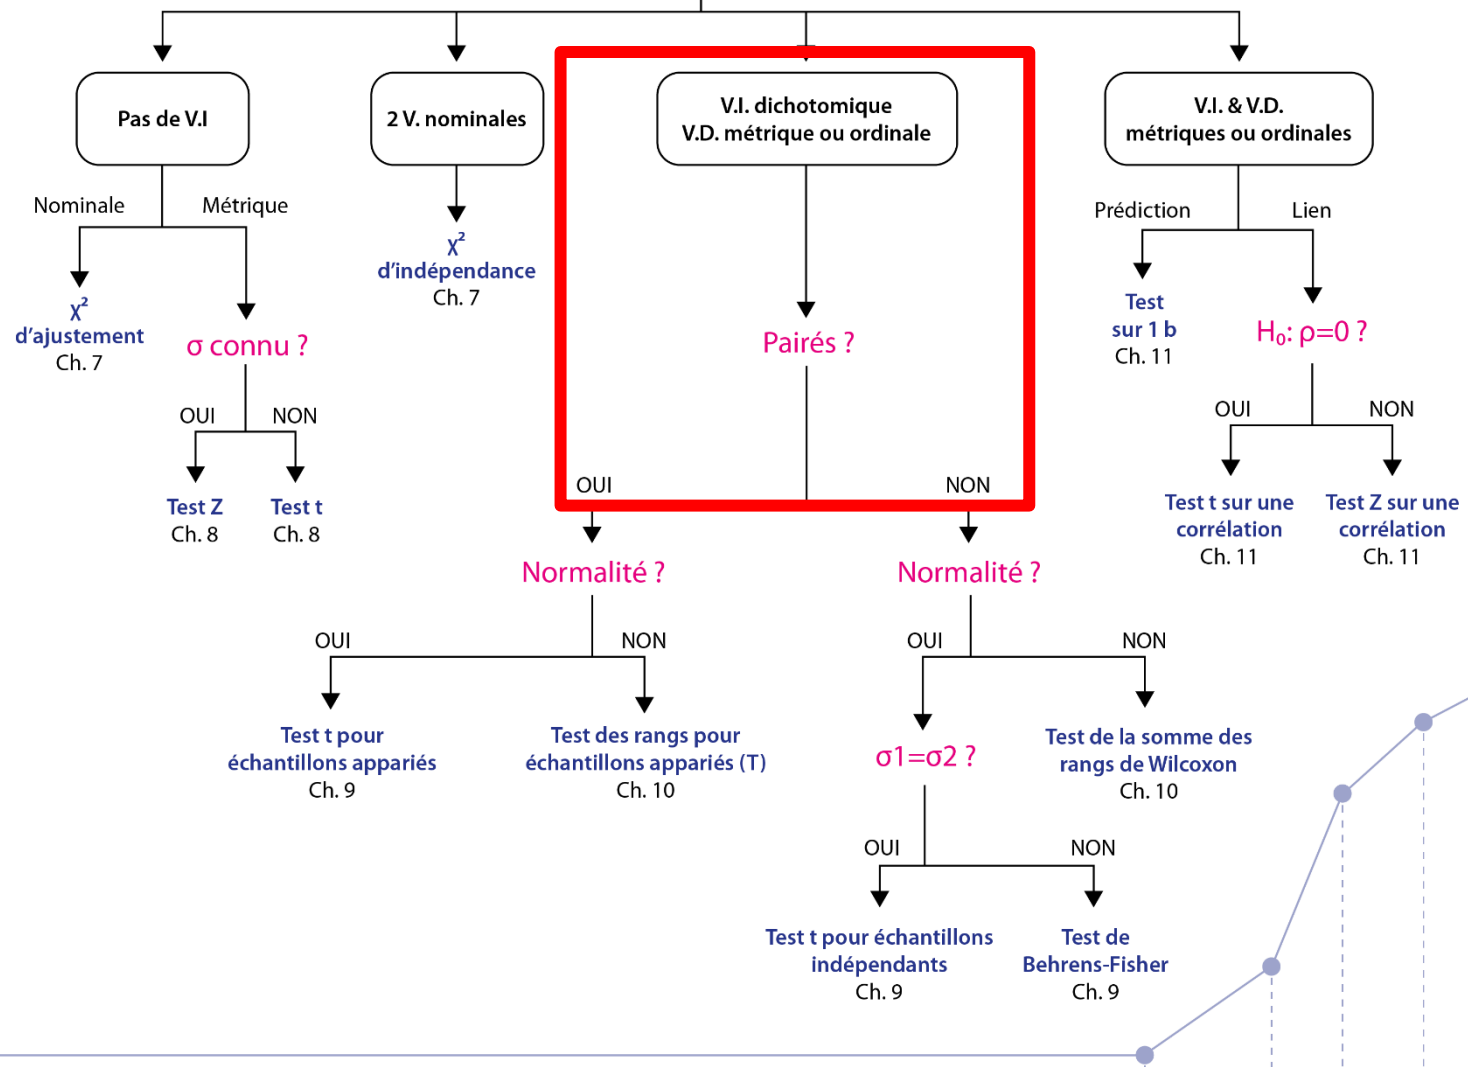 Pas de V.I
2 V. nominales
V.I. dichotomique
V.D. métrique ou ordinale
V.I. & V.D.
métriques ou ordinales
Nominale
Métrique
χ²
d'ajustement
Ch. 7
σ connu ?
OUI
NON
Test Z
Ch. 8
Test t
Ch. 8
χ²
d'indépendance
Ch. 7
Pairés ?
OUI
NON
Normalité ?
OUI
NON
Test t pour
échantillons appariés
Ch. 9
Test des rangs pour
échantillons appariés (T)
Ch. 10
Normalité ?
OUI
NON
σ1=σ2 ?
Test de la somme des
rangs de Wilcoxon
Ch. 10
OUI
NON
Test t pour échantillons
indépendants
Ch. 9
Test de
Behrens-Fisher
Ch. 9
Prédiction
Lien
Test
sur 1 b
Ch. 11
H₀: ρ=0 ?
OUI
NON
Test t sur une
corrélation
Ch. 11
Test Z sur une
corrélation
Ch. 11